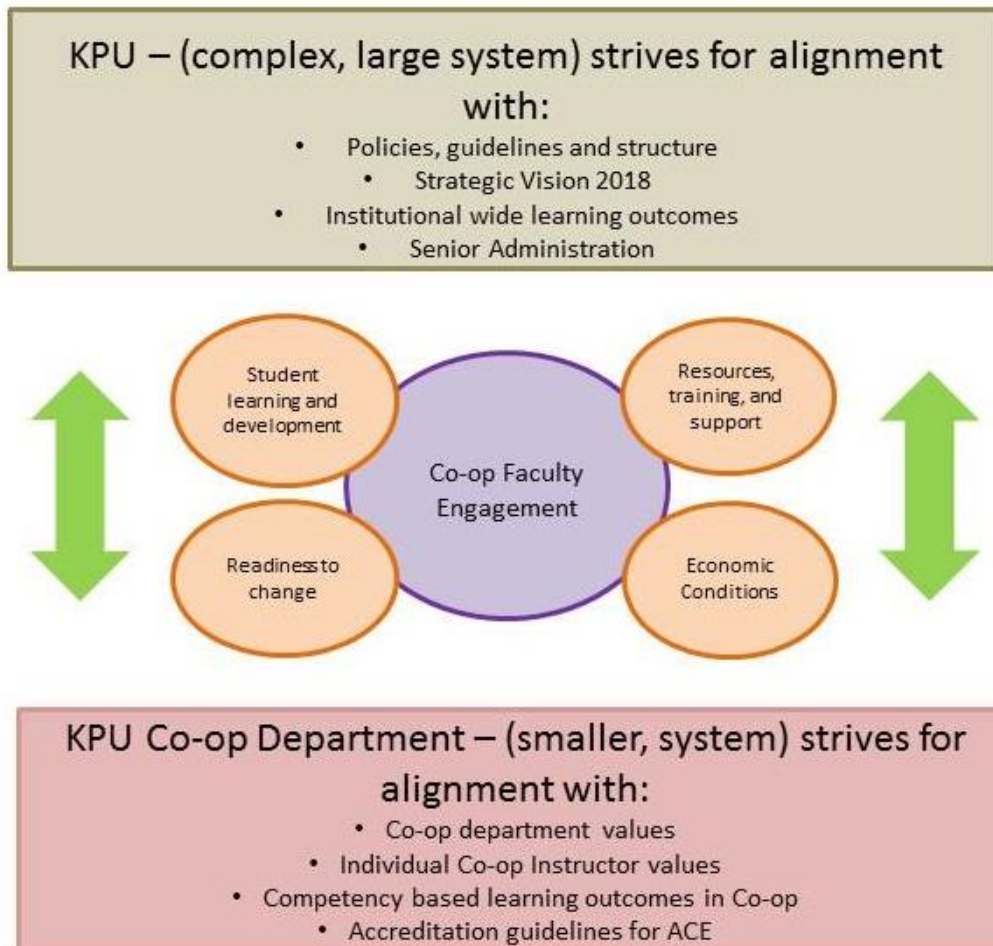 KPU – (complex, large system) strives for alignment
with:
• Policies, guidelines and structure
• Strategic Vision 2018
• Institutional wide learning outcomes
• Senior Administration
Student
learning and
development
Resources,
training, and
support
Co-op Faculty
Engagement
Readiness to
change
Economic
Conditions
KPU Co-op Department – (smaller, system) strives for
alignment with:
• Co-op department values
• Individual Co-op Instructor values
• Competency based learning outcomes in Co-op
• Accreditation guidelines for ACE